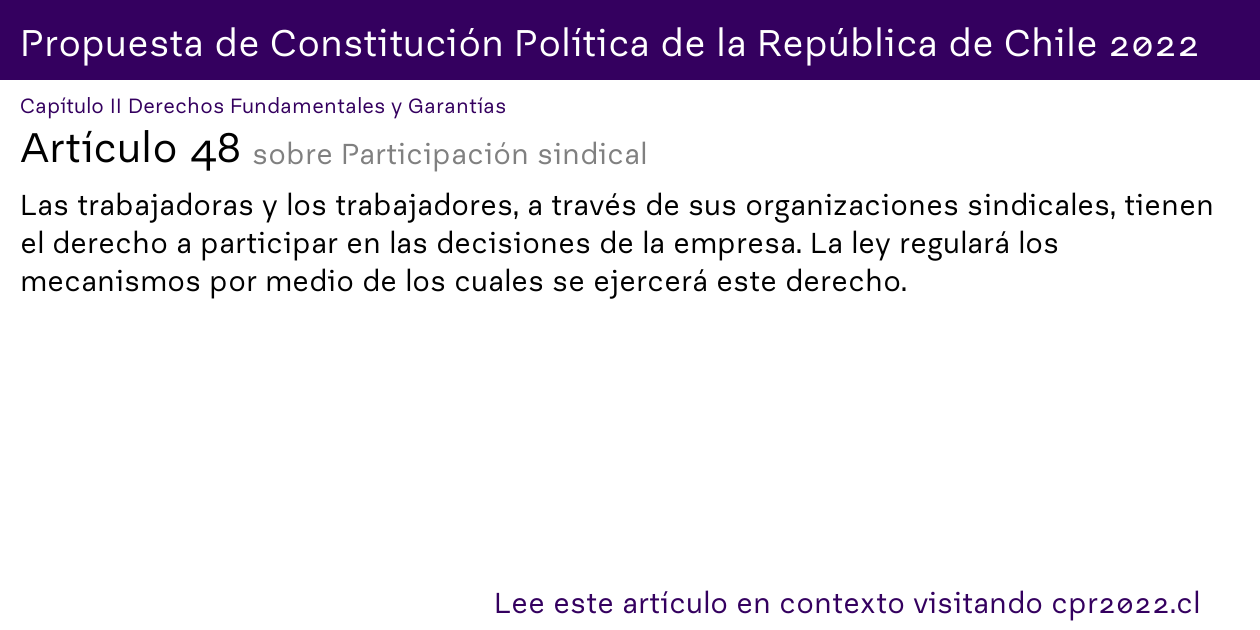 Propuesta de Constitución Política de la República de Chile 2022
Capítulo II Derechos Fundamentales y Garantías
Artículo 48 sobre Participación sindical
Las trabajadoras y los trabajadores, a través de sus organizaciones sindicales, tienen
el derecho a participar en las decisiones de la empresa. La ley regulará los
mecanismos por medio de los cuales se ejercerá este derecho.
Lee este artículo en contexto visitando cpr2022.cl